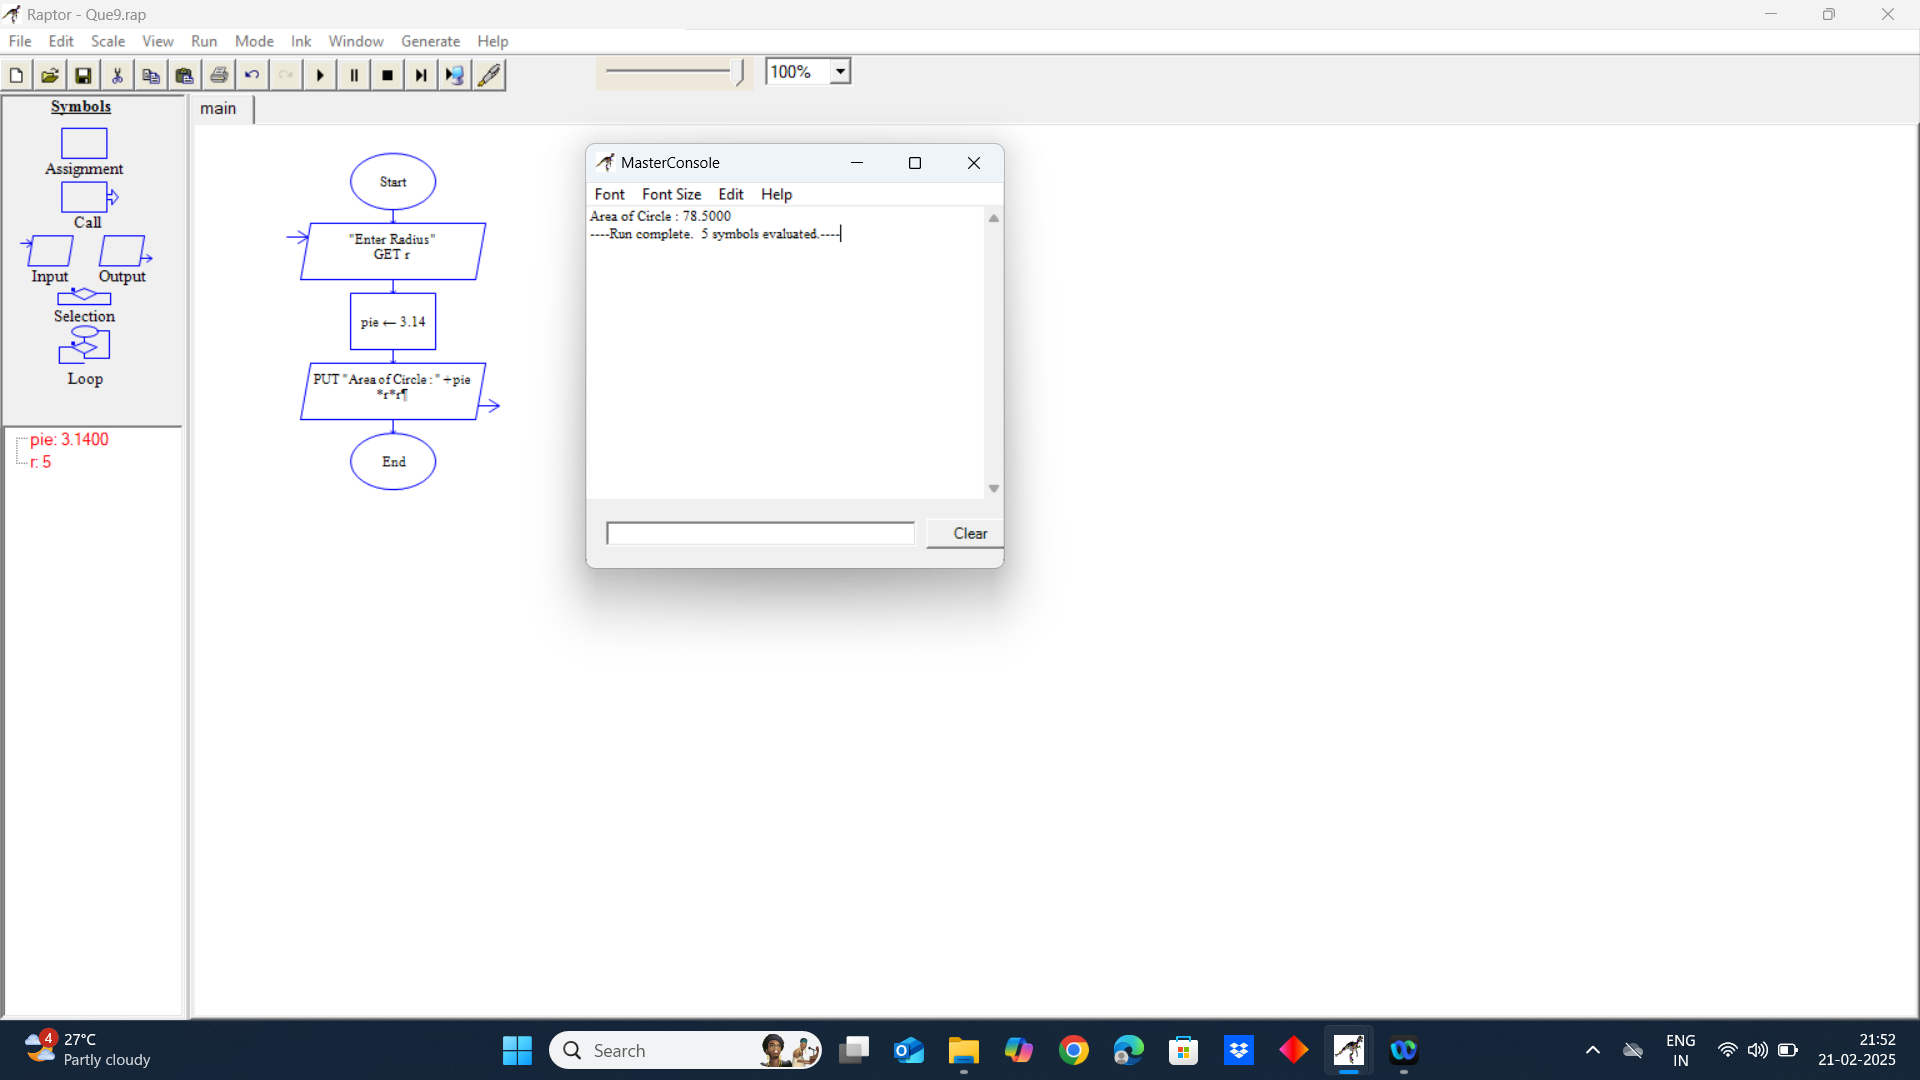 Raptor - Que9.rap
File Edit Scale View Run Mode Ink Window Generate Help
100%
Symbols
Assignment
Call
Input Output
Selection
Loop
pie: 3.1400
r: 5
main
Start
"Enter Radius"
GET r
pie ← 3.14
PUT "Area of Circle : " +pie
*r*r¶
End
MasterConsole
Font Font Size Edit Help
Area of Circle : 78.5000
----Run complete.  5 symbols evaluated.----
Clear
4
27°C
Partly cloudy
Search
ENG
IN
21:52
21-02-2025